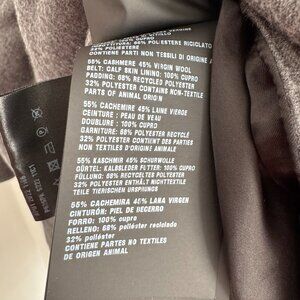 METALLO
IMBOTTITURA: 68% POLIESTERE RICICLATO
32% POLIESTERE
CONTIENE PARTI NON TESSILI DI ORIGINE
55% CASHMERE 45% VIRGIN WOOL
BELT: CALF SKIN LINING: 100% CUPRO
PADDING: 68% RECYCLED POLYESTER
32% POLYESTER CONTAINS NON-TEXTILE
PARTS OF ANIMAL ORIGIN
55% CACHEMIRE 45% LAINE VIERGE
CEINTURE : PEAU DE VEAU
DOUBLURE : 100% CUPRO
GARNITURE: 68% POLYESTER RECYCLÉ
32% POLYESTER CONTIENT DES PARTIES
NON TEXTILES D'ORIGINE ANIMALE
55% KASCHMIR 45% SCHURWOLLE
GÜRTEL: KALBSLEDER FUTTER: 100% CUPRO
FÜLLUNG: 68% RECYCELTES POLYESTER
32% POLYESTER ENTHÄLT NICHTTEXTILE
TEILE TIERISCHEN URSPRUNGS
55% CACHEMIRA 45% LANA VIRGEN
CINTURÓN: PIEL DE BECERRO
FORRO: 100% cupro
RELLENO: 68% poliéster reciclado
32% poliéster
CONTIENE PARTES NO TEXTILES
DE ORIGEN ANIMAL